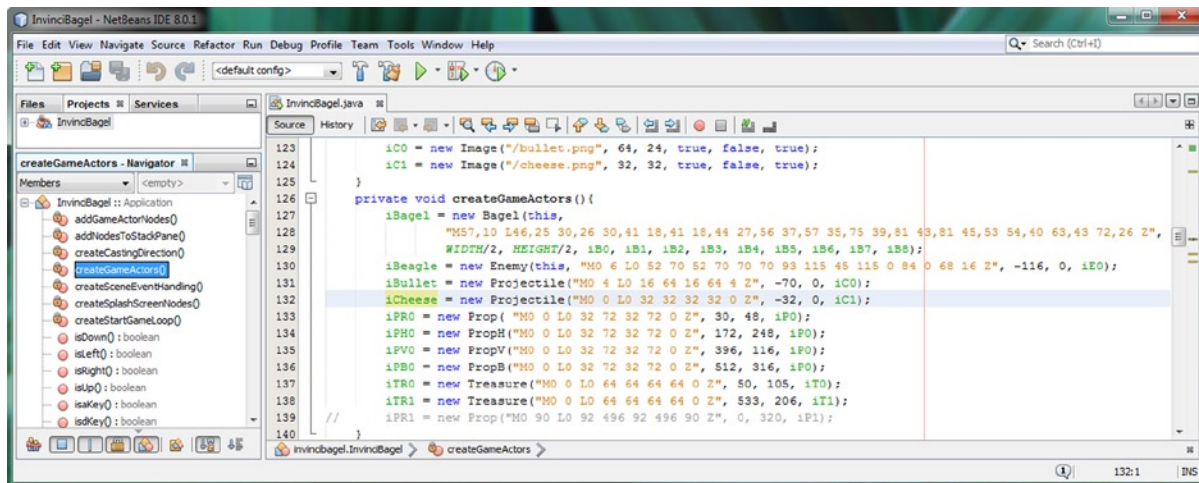 InvinciBagel - NetBeans IDE 8.0.1
File Edit View Navigate Source Refactor Run Debug Profile Team Tools Window Help
Search (Ctrl+I)
<default config>
Files Projects Services
InvinciBagel.java
InvinciBagel
Source History
createGameActors - Navigator
Members <empty>
InvinciBagel :: Application
addGameActorNodes()
addNodesToStackPane()
createCastingDirection()
createGameActors()
createSceneEventHandling()
createSplashScreenNodes()
createStartGameLoop()
isDown() : boolean
isLeft() : boolean
isRight() : boolean
isUp() : boolean
isaKey() : boolean
isdKey() : boolean
123 iC0 = new Image("/bullet.png", 64, 24, true, false, true);
124 iC1 = new Image("/cheese.png", 32, 32, true, false, true);
125 }
126 private void createGameActors(){
127 iBagel = new Bagel(this,
128 "M57,10 L46,25 30,26 30,41 18,41 18,44 27,56 37,57 35,75 39,81 43,81 45,53 54,40 63,43 72,26 Z",
129 WIDTH/2, HEIGHT/2, iB0, iB1, iB2, iB3, iB4, iB5, iB6, iB7, iB8);
130 iBeagle = new Enemy(this, "M0 6 L0 52 70 52 70 70 70 93 115 45 115 0 84 0 68 16 Z", -116, 0, iE0);
131 iBullet = new Projectile("M0 4 L0 16 64 16 64 4 Z", -70, 0, iC0);
132 iCheese = new Projectile("M0 0 L0 32 32 32 32 0 Z", -32, 0, iC1);
133 iPR0 = new Prop( "M0 0 L0 32 72 32 72 0 Z", 30, 48, iP0);
134 iPH0 = new PropH("M0 0 L0 32 72 32 72 0 Z", 172, 248, iP0);
135 iPV0 = new PropV("M0 0 L0 32 72 32 72 0 Z", 396, 116, iP0);
136 iPB0 = new PropB("M0 0 L0 32 72 32 72 0 Z", 512, 316, iP0);
137 iTR0 = new Treasure("M0 0 L0 64 64 64 64 0 Z", 50, 105, iT0);
138 iTR1 = new Treasure("M0 0 L0 64 64 64 64 0 Z", 533, 206, iT1);
139 // iPR1 = new Prop("M0 90 L0 92 496 92 496 90 Z", 0, 320, iP1);
140 }
invincibagel.InvinciBagel createGameActors
1 132:1 INS